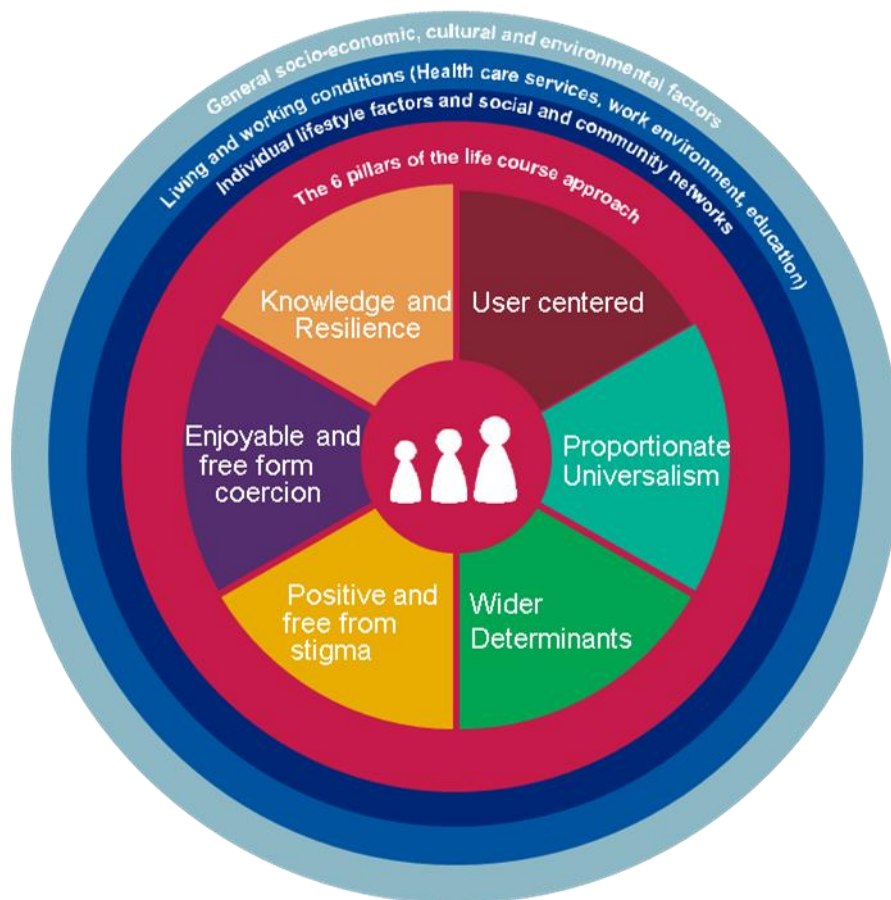 General socio-economic, cultural and environmental factors
Living and working conditions (Health care services, work environment, education)
Individual lifestyle factors and social and community networks
The 6 pillars of the life course approach
Knowledge and
Resilience
User centered
Enjoyable and
free form
coercion
Proportionate
Universalism
Positive and
free from
stigma
Wider
Determinants